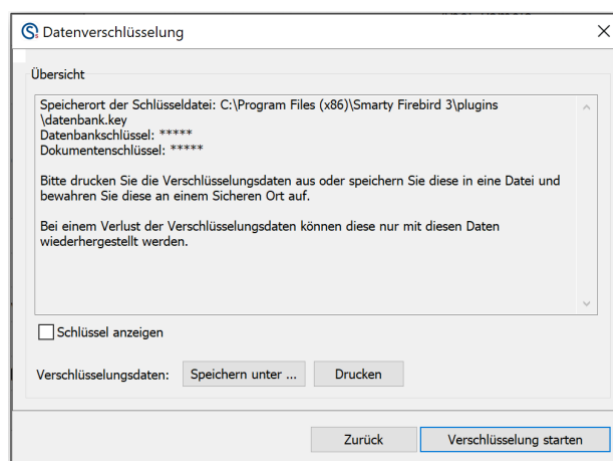 Datenverschlüsselung
Übersicht
Speicherort der Schlüsseldatei: C:\Program Files (x86)\Smarty Firebird 3\plugins
\datenbank.key
Datenbankschlüssel: *****
Dokumentenschlüssel: *****
Bitte drucken Sie die Verschlüsselungsdaten aus oder speichern Sie diese in eine Datei und
bewahren Sie diese an einem Sicheren Ort auf.
Bei einem Verlust der Verschlüsselungsdaten können diese nur mit diesen Daten
wiederhergestellt werden.
Schlüssel anzeigen
Verschlüsselungsdaten: Speichern unter ... Drucken
Zurück Verschlüsselung starten